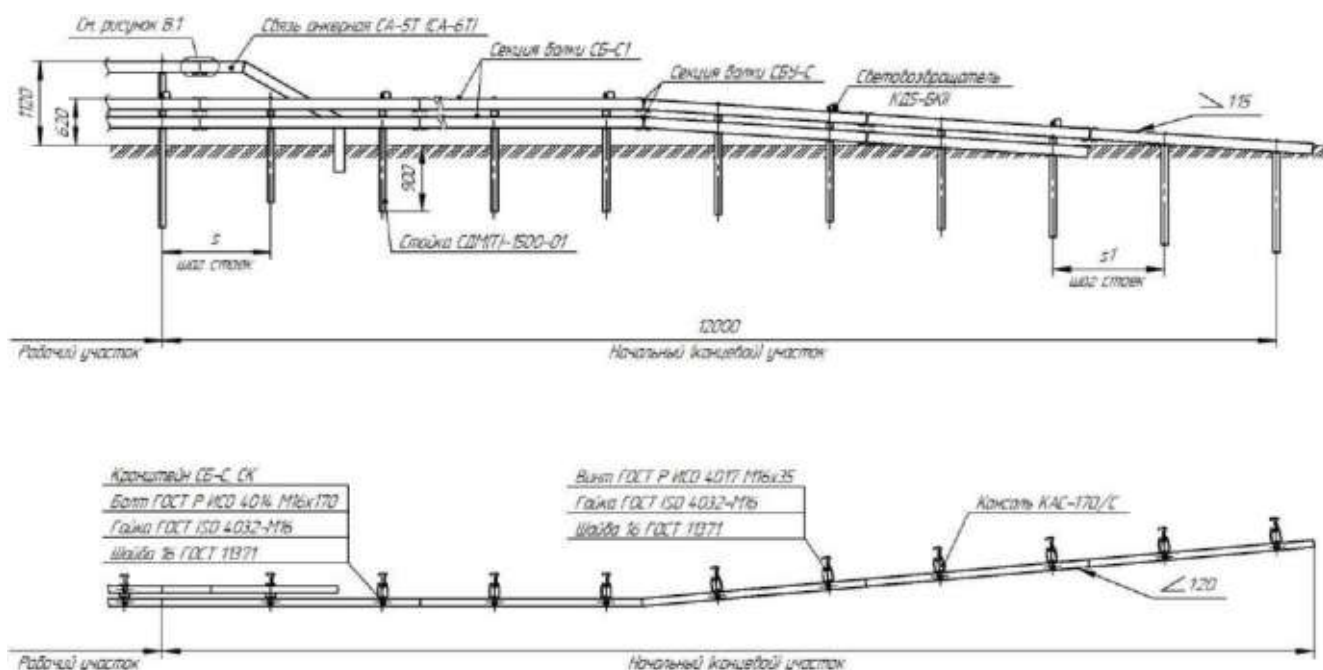 См. рисунок В.1
Связь анкерная СА-5Т (СА-6Т)
Секция балки СБ-С1
Секция балки СБУ-С
Световозвращатель
КД5-БКII
1:15
1120
620
900
Стойка СДМ(Т)-1500-01
s
шаг стоек
s1
шаг стоек
12000
Рабочий участок
Начальный (концевой) участок
Кронштейн СБ-С, СК
Болт ГОСТ Р ИСО 4014 М16х170
Гайка ГОСТ ISO 4032-М16
Шайба 16 ГОСТ 11371
Винт ГОСТ Р ИСО 4017 М16х35
Гайка ГОСТ ISO 4032-М16
Шайба 16 ГОСТ 11371
Консоль КАС-170/С
1:20
Рабочий участок
Начальный (концевой) участок